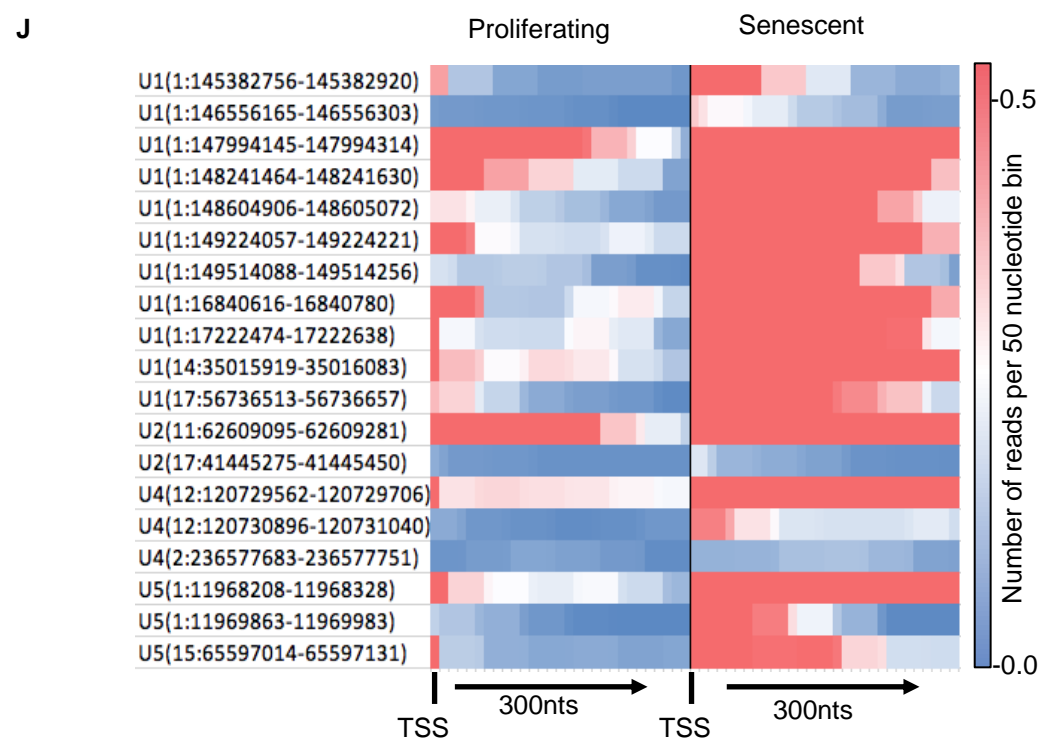 J
Proliferating
Senescent
U1(1:145382756-145382920)
U1(1:146556165-146556303)
U1(1:147994145-147994314)
U1(1:148241464-148241630)
U1(1:148604906-148605072)
U1(1:149224057-149224221)
U1(1:149514088-149514256)
U1(1:16840616-16840780)
U1(1:17222474-17222638)
U1(14:35015919-35016083)
U1(17:56736513-56736657)
U2(11:62609095-62609281)
U2(17:41445275-41445450)
U4(12:120729562-120729706)
U4(12:120730896-120731040)
U4(2:236577683-236577751)
U5(1:11968208-11968328)
U5(1:11969863-11969983)
U5(15:65597014-65597131)
-0.5
Number of reads per 50 nucleotide bin
-0.0
300nts
300nts
TSS
TSS